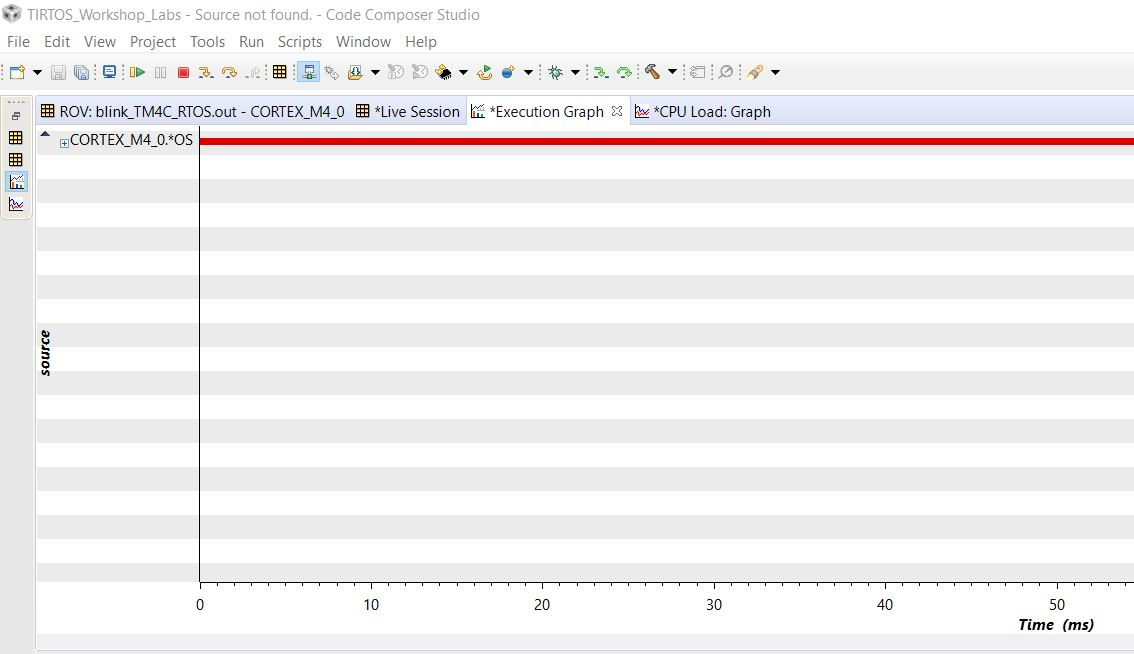 TIRTOS_Workshop_Labs - Source not found. - Code Composer Studio
File Edit View Project Tools Run Scripts Window Help
ROV: blink_TM4C_RTOS.out - CORTEX_M4_0 *Live Session *Execution Graph *CPU Load: Graph
CORTEX_M4_0.*OS
source
0 10 20 30 40 50
Time (ms)